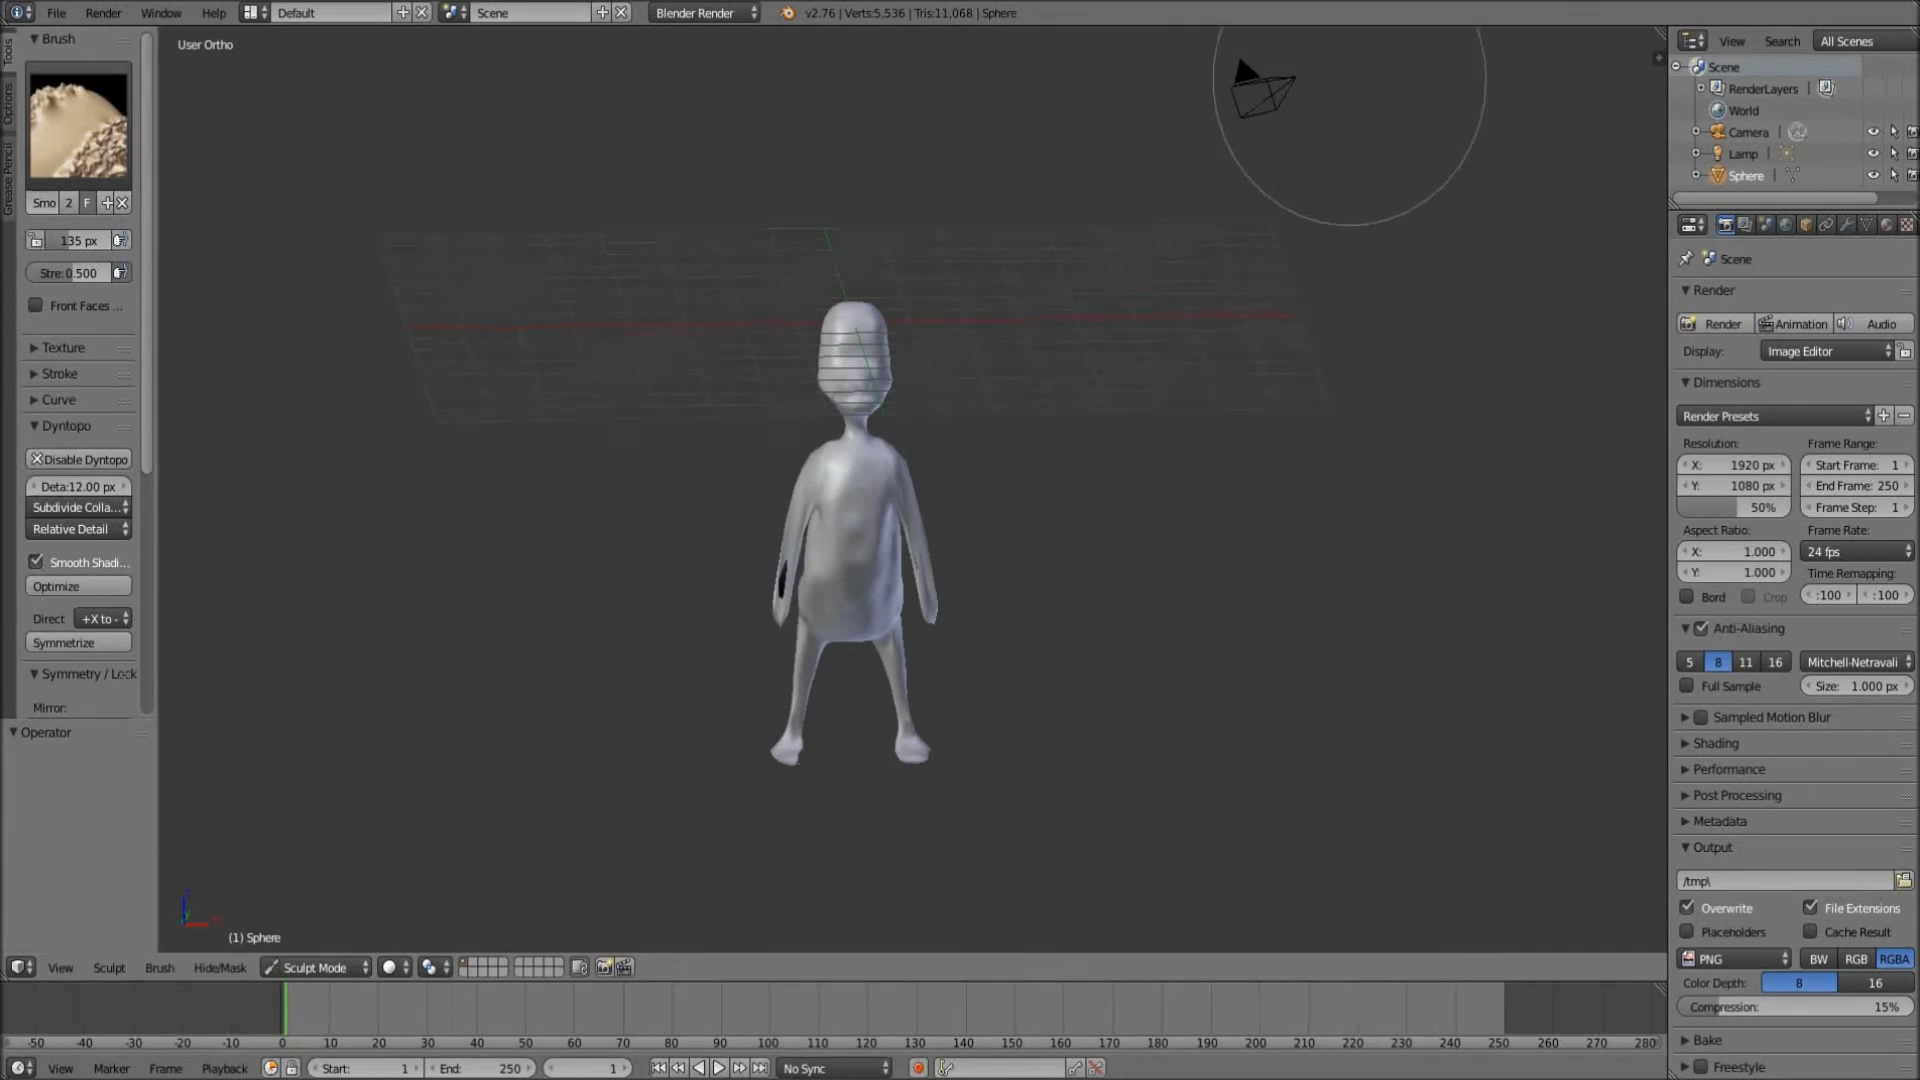 File Render Window Help Default Scene Blender Render v2.76 | Verts:5,536 | Tris:11,068 | Sphere
Tools
Options
Grease Pencil
Brush
Smo 2 F
135 px
Stre:0.500
Front Faces ...
Texture
Stroke
Curve
Dyntopo
Disable Dyntopo
Deta:12.00 px
Subdivide Colla...
Relative Detail
Smooth Shadi...
Optimize
Direct +X to -
Symmetrize
Symmetry / Lock
Mirror:
Operator
User Ortho
(1) Sphere
View Search All Scenes
Scene
RenderLayers
World
Camera
Lamp
Sphere
Scene
Render
Render Animation Audio
Display: Image Editor
Dimensions
Render Presets
Resolution: Frame Range:
X: 1920 px Start Frame: 1
Y: 1080 px End Frame: 250
50% Frame Step: 1
Aspect Ratio: Frame Rate:
X: 1.000 24 fps
Y: 1.000 Time Remapping:
Bord Crop :100 :100
Anti-Aliasing
5 8 11 16 Mitchell-Netravali
Full Sample Size: 1.000 px
Sampled Motion Blur
Shading
Performance
Post Processing
Metadata
Output
/tmp\
Overwrite File Extensions
Placeholders Cache Result
PNG BW RGB RGBA
Color Depth: 8 16
Compression: 15%
Bake
Freestyle
View Sculpt Brush Hide/Mask Sculpt Mode
-50 -40 -30 -20 -10 0 10 20 30 40 50 60 70 80 90 100 110 120 130 140 150 160 170 180 190 200 210 220 230 240 250 260 270 280
View Marker Frame Playback Start: 1 End: 250 1 No Sync